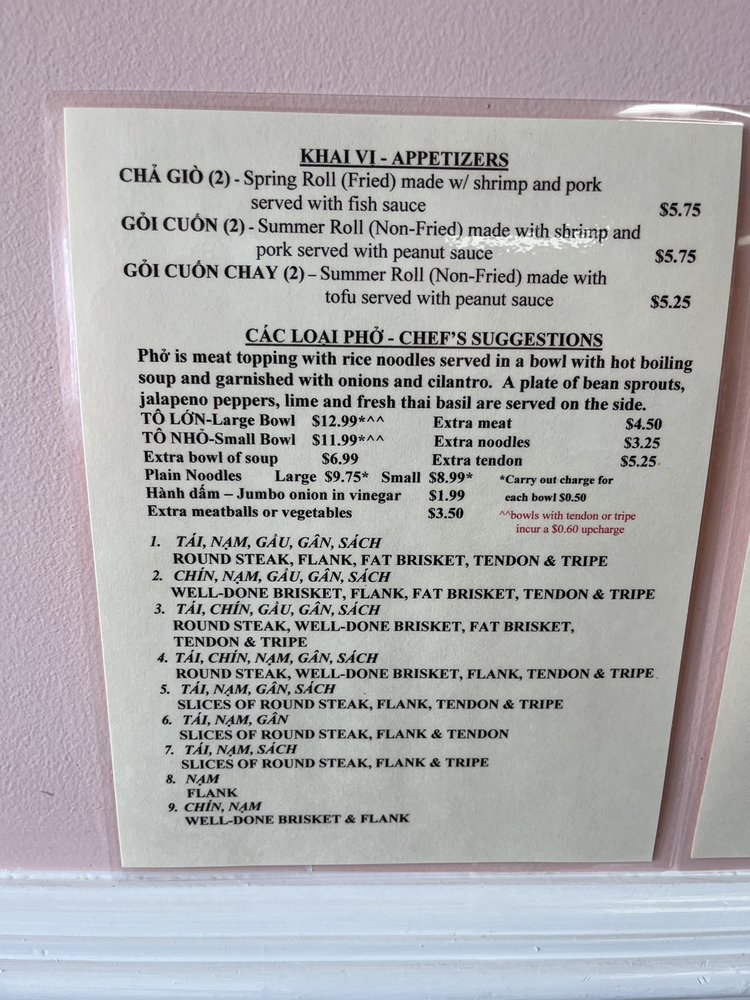 KHAI VỊ - APPETIZERS
CHẢ GIÒ (2) - Spring Roll (Fried) made w/ shrimp and pork
served with fish sauce $5.75
GỎI CUỐN (2) - Summer Roll (Non-Fried) made with shrimp and
pork served with peanut sauce $5.75
GỎI CUỐN CHAY (2) – Summer Roll (Non-Fried) made with
tofu served with peanut sauce $5.25
CÁC LOẠI PHỞ - CHEF'S SUGGESTIONS
Phở is meat topping with rice noodles served in a bowl with hot boiling
soup and garnished with onions and cilantro. A plate of bean sprouts,
jalapeno peppers, lime and fresh thai basil are served on the side.
TÔ LỚN-Large Bowl $12.99*^^ Extra meat $4.50
TÔ NHỎ-Small Bowl $11.99*^^ Extra noodles $3.25
Extra bowl of soup $6.99 Extra tendon $5.25
Plain Noodles Large $9.75* Small $8.99* *Carry out charge for
Hành dấm – Jumbo onion in vinegar $1.99 each bowl $0.50
Extra meatballs or vegetables $3.50 ^^bowls with tendon or tripe
incur a $0.60 upcharge
1. TÁI, NẠM, GẦU, GÂN, SÁCH
ROUND STEAK, FLANK, FAT BRISKET, TENDON & TRIPE
2. CHÍN, NẠM, GẦU, GÂN, SÁCH
WELL-DONE BRISKET, FLANK, FAT BRISKET, TENDON & TRIPE
3. TÁI, CHÍN, GẦU, GÂN, SÁCH
ROUND STEAK, WELL-DONE BRISKET, FAT BRISKET,
TENDON & TRIPE
4. TÁI, CHÍN, NẠM, GÂN, SÁCH
ROUND STEAK, WELL-DONE BRISKET, FLANK, TENDON & TRIPE
5. TÁI, NẠM, GÂN, SÁCH
SLICES OF ROUND STEAK, FLANK, TENDON & TRIPE
6. TÁI, NẠM, GÂN
SLICES OF ROUND STEAK, FLANK & TENDON
7. TÁI, NẠM, SÁCH
SLICES OF ROUND STEAK, FLANK & TRIPE
8. NẠM
FLANK
9. CHÍN, NẠM
WELL-DONE BRISKET & FLANK